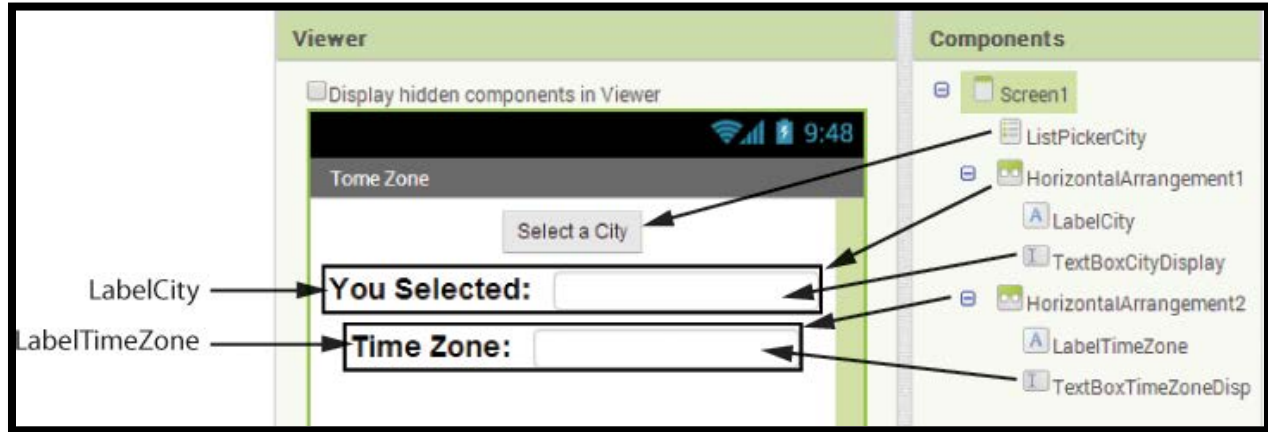 Viewer
Display hidden components in Viewer
9:48
Tome Zone
Select a City
You Selected:
Time Zone:
LabelCity
LabelTimeZone
Components
Screen1
ListPickerCity
HorizontalArrangement1
A LabelCity
TextBoxCityDisplay
HorizontalArrangement2
A LabelTimeZone
TextBoxTimeZoneDisp